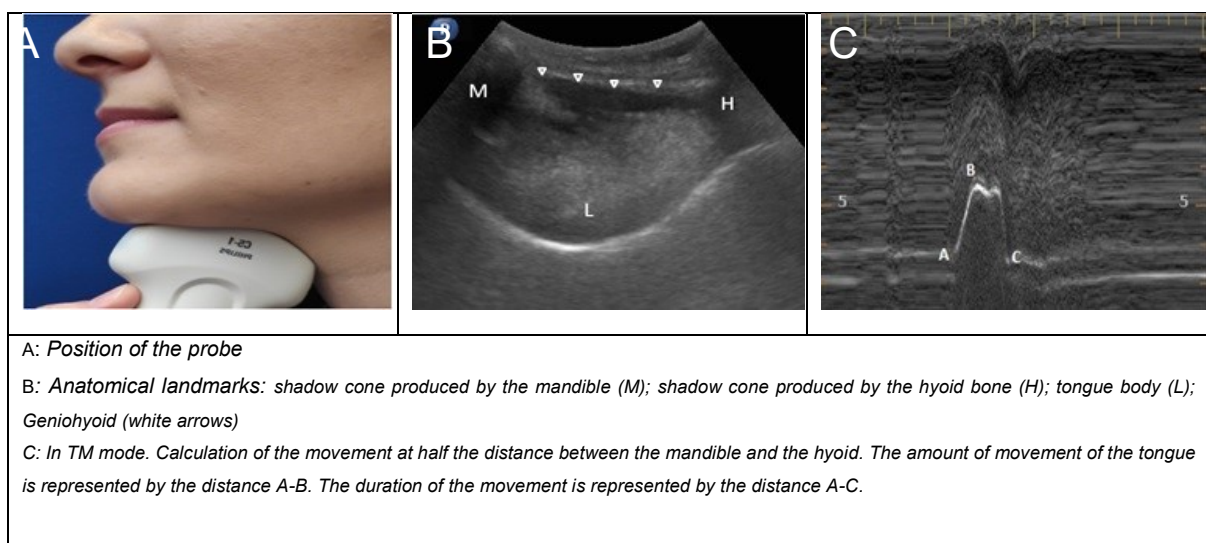 A
B
C
B
M
H
L
CS-1
PHILIPS
B
5
5
A
C
A: Position of the probe
B: Anatomical landmarks: shadow cone produced by the mandible (M); shadow cone produced by the hyoid bone (H); tongue body (L);
Geniohyoid (white arrows)
C: In TM mode. Calculation of the movement at half the distance between the mandible and the hyoid. The amount of movement of the tongue
is represented by the distance A-B. The duration of the movement is represented by the distance A-C.